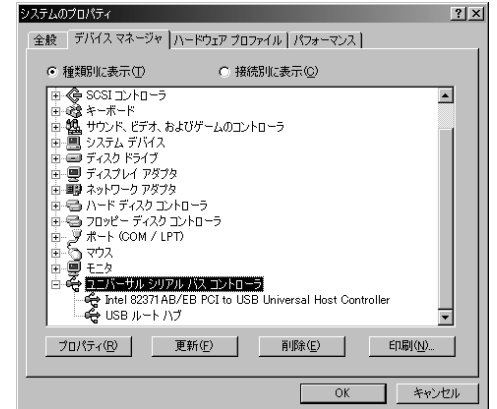 システムのプロパティ
全般 デバイス マネージャ ハードウェア プロファイル パフォーマンス
種類別に表示(T) 接続別に表示(C)
SCSI コントローラ
キーボード
サウンド、ビデオ、およびゲームのコントローラ
システム デバイス
ディスク ドライブ
ディスプレイ アダプタ
ネットワーク アダプタ
ハード ディスク コントローラ
フロッピー ディスク コントローラ
ポート (COM / LPT)
マウス
モニタ
ユニバーサル シリアル バス コントローラ
Intel 82371AB/EB PCI to USB Universal Host Controller
USB ルート ハブ
プロパティ(R) 更新(F) 削除(E) 印刷(N)...
OK キャンセル